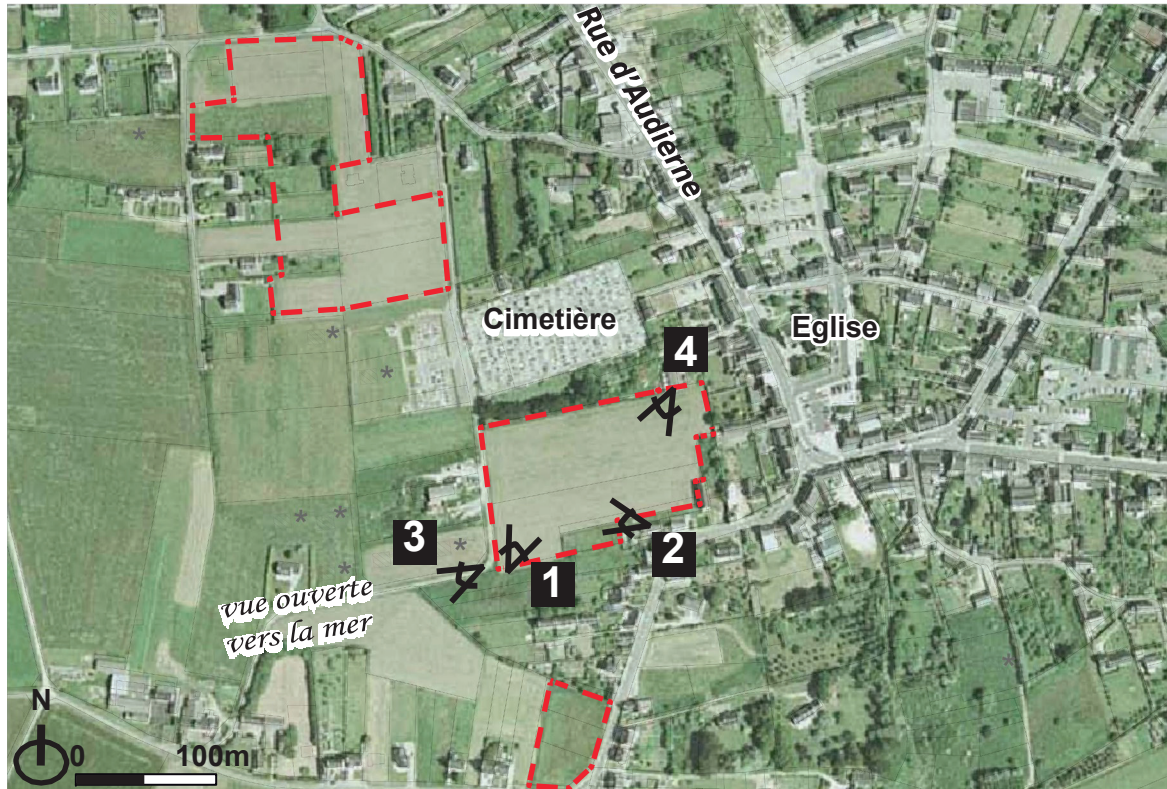 Rue d'Audierne
Cimetière
Eglise
4
3
2
1
vue ouverte
vers la mer
N
0 100m